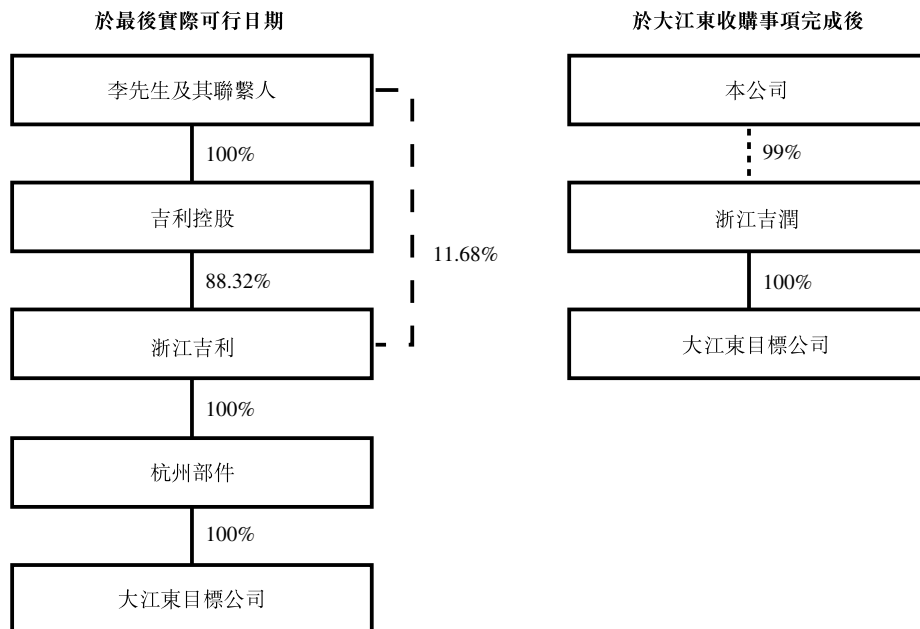 於最後實際可行日期
李先生及其聯繫人
100%
吉利控股
88.32%
11.68%
浙江吉利
100%
杭州部件
100%
大江東目標公司
於大江東收購事項完成後
本公司
99%
浙江吉潤
100%
大江東目標公司